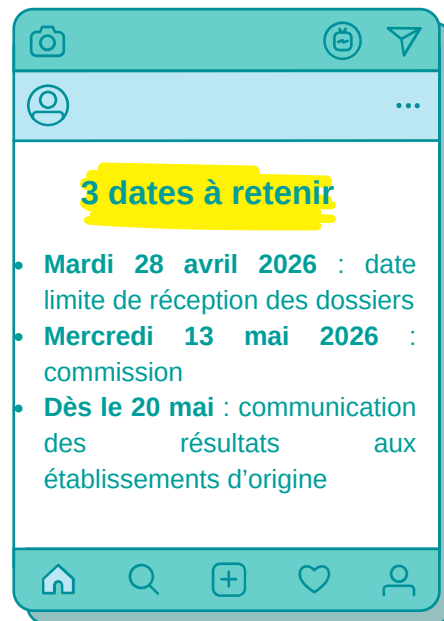 3 dates à retenir
• Mardi 28 avril 2026 : date
limite de réception des dossiers
• Mercredi 13 mai 2026 :
commission
• Dès le 20 mai : communication
des résultats aux
établissements d’origine